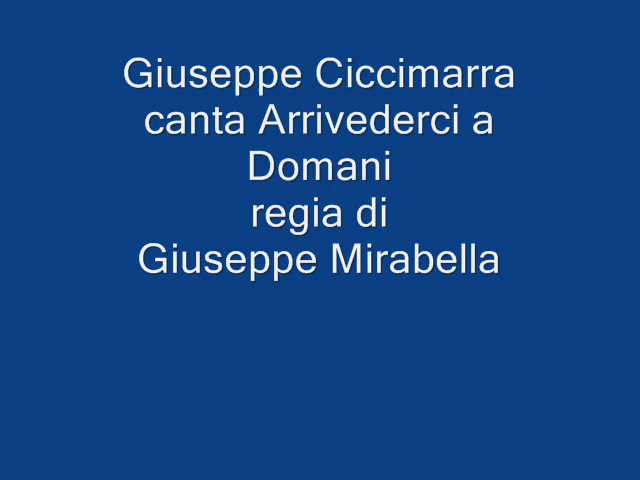 Giuseppe Ciccimarra
canta Arrivederci a
Domani
regia di
Giuseppe Mirabella